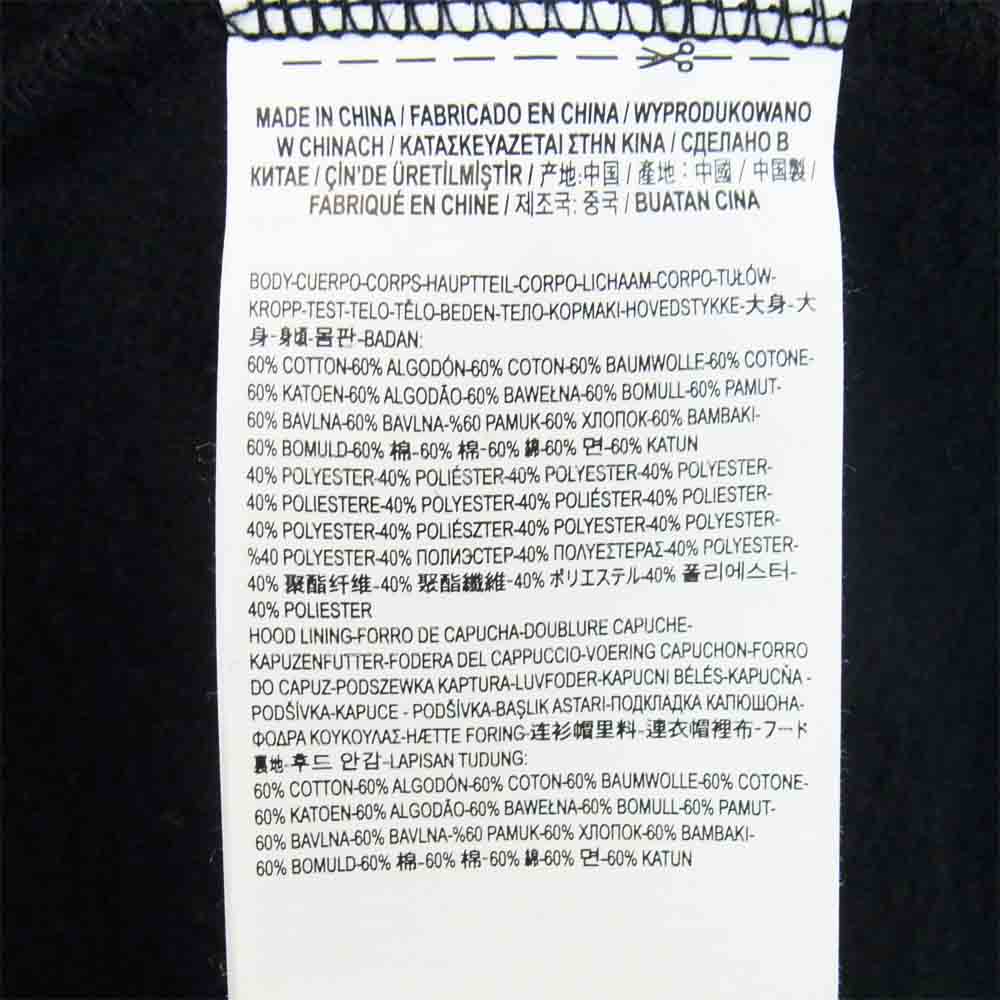 MADE IN CHINA / FABRICADO EN CHINA / WYPRODUKOWANO
W CHINACH / ΚΑΤΑΣΚΕΥΑΖΕΤΑΙ ΣΤΗΝ ΚΙΝΑ / СДЕЛАНО В
КИТАЕ / ÇİN'DE ÜRETİLMİŞTİR / 产地:中国 / 產地：中國 / 中国製 /
FABRIQUÉ EN CHINE / 제조국: 중국 / BUATAN CINA
BODY-CUERPO-CORPS-HAUPTTEIL-CORPO-LICHAAM-CORPO-TUŁÓW-
KROPP-TEST-TELO-TĚLO-BEDEN-ТЕЛО-ΚΟΡΜΑΚΙ-HOVEDSTYKKE-大身-大
身-身頃-몸판-BADAN:
60% COTTON-60% ALGODÓN-60% COTON-60% BAUMWOLLE-60% COTONE-
60% KATOEN-60% ALGODÃO-60% BAWEŁNA-60% BOMULL-60% PAMUT-
60% BAVLNA-60% BAVLNA-%60 PAMUK-60% ХЛОПОК-60% ΒΑΜΒΑΚΙ-
60% BOMULD-60% 棉-60% 棉-60% 綿-60% 면-60% KATUN
40% POLYESTER-40% POLIÉSTER-40% POLYESTER-40% POLYESTER-
40% POLIESTERE-40% POLYESTER-40% POLIÉSTER-40% POLIESTER-
40% POLYESTER-40% POLIÉSZTER-40% POLYESTER-40% POLYESTER-
%40 POLYESTER-40% ПОЛИЭСТЕР-40% ΠΟΛΥΕΣΤΕΡΑΣ-40% POLYESTER-
40% 聚酯纤维-40% 聚酯纖維-40% ポリエステル-40% 폴리에스터-
40% POLIESTER
HOOD LINING-FORRO DE CAPUCHA-DOUBLURE CAPUCHE-
KAPUZENFUTTER-FODERA DEL CAPPUCCIO-VOERING CAPUCHON-FORRO
DO CAPUZ-PODSZEWKA KAPTURA-LUVFODER-KAPUCNI BÉLÉS-KAPUCŇA -
PODŠÍVKA-KAPUCE - PODŠÍVKA-BAŞLIK ASTARI-ПОДКЛАДКА КАПЮШОНА-
ΦΟΔΡΑ ΚΟΥΚΟΥΛΑΣ-HÆTTE FORING-连衫帽里料-連衣帽裡布-フード
裏地-후드 안감-LAPISAN TUDUNG:
60% COTTON-60% ALGODÓN-60% COTON-60% BAUMWOLLE-60% COTONE-
60% KATOEN-60% ALGODÃO-60% BAWEŁNA-60% BOMULL-60% PAMUT-
60% BAVLNA-60% BAVLNA-%60 PAMUK-60% ХЛОПОК-60% ΒΑΜΒΑΚΙ-
60% BOMULD-60% 棉-60% 棉-60% 綿-60% 면-60% KATUN